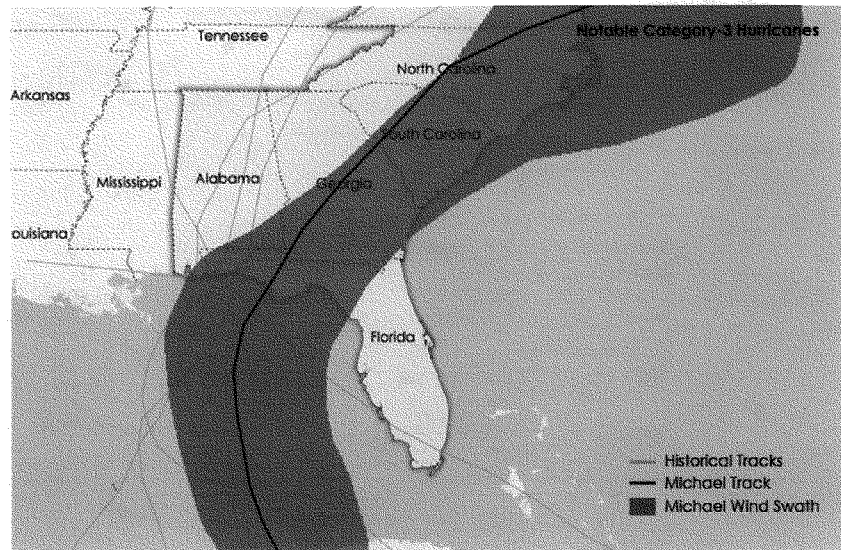 Notable Category-3 Hurricanes
Tennessee
North Carolina
Arkansas
South Carolina
Mississippi
Alabama
Georgia
ouisiana
Florida
Historical Tracks
Michael Track
Michael Wind Swath